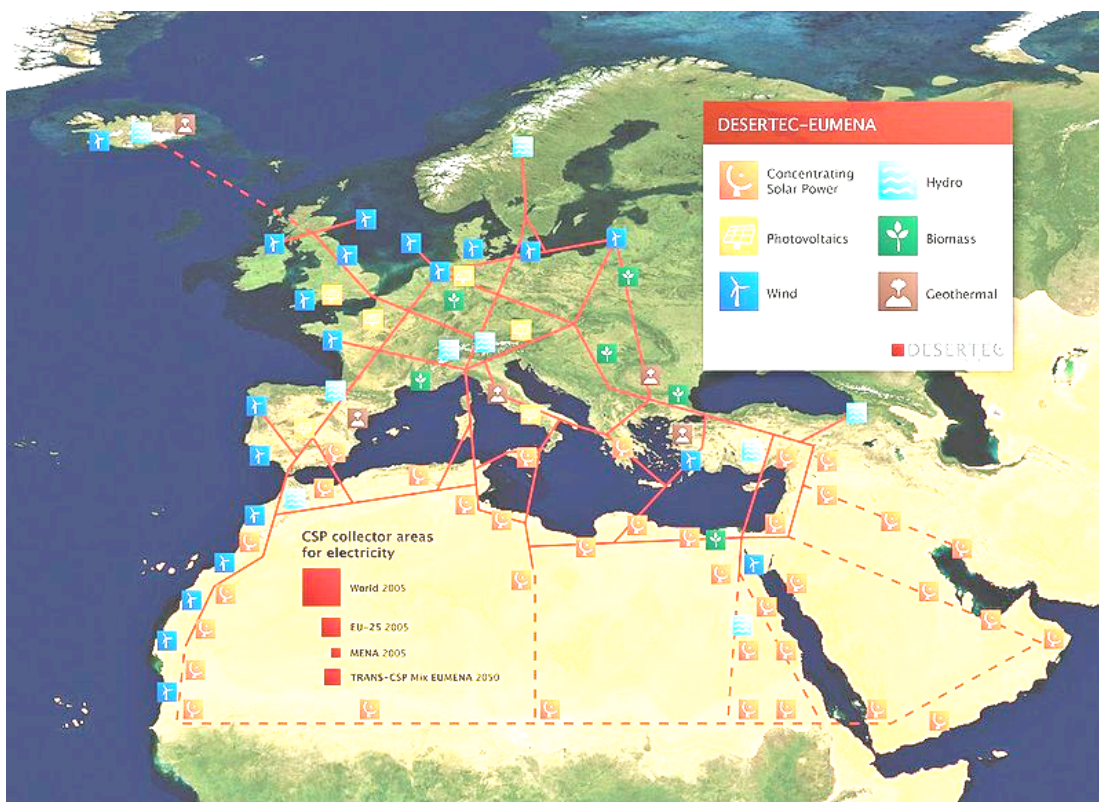 DESERTEC-EUMENA
Concentrating
Solar Power
Hydro
Photovoltaics
Biomass
Wind
Geothermal
DESERTEC
CSP collector areas
for electricity
World 2005
EU-25 2005
MENA 2005
TRANS-CSP Mix EUMENA 2050